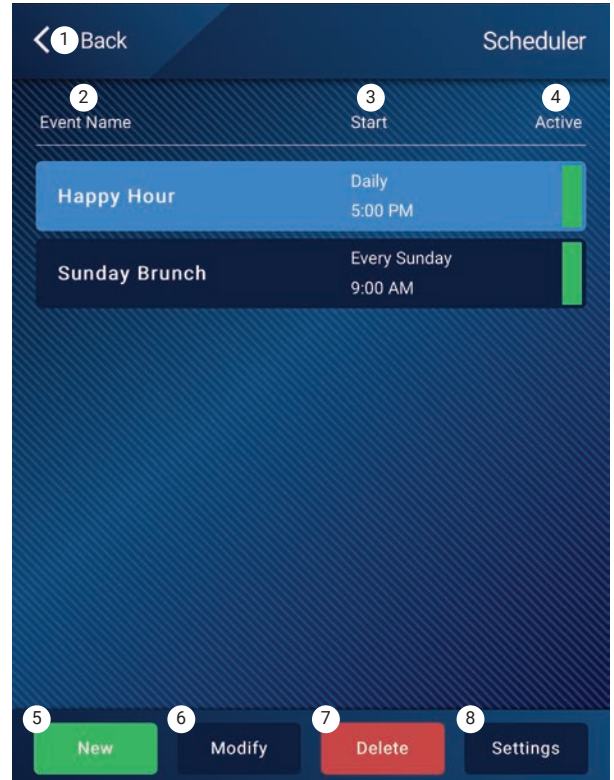 1 Back Scheduler
2 3 4
Event Name Start Active
Happy Hour Daily
5:00 PM
Sunday Brunch Every Sunday
9:00 AM
5 6 7 8
New Modify Delete Settings